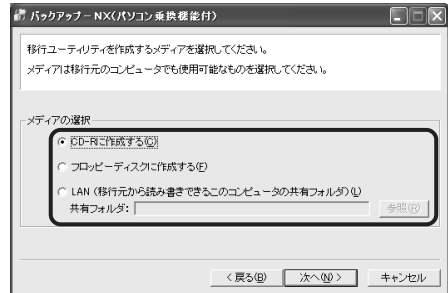 バックアップ-NX(パソコン乗換機能付)
移行ユーティリティを作成するメディアを選択してください。
メディアは移行元のコンピュータでも使用可能なものを選択してください。
メディアの選択
CD-Rに作成する(C)
フロッピーディスクに作成する(F)
LAN (移行元から読み書きできるこのコンピュータの共有フォルダ)(L)
共有フォルダ: 参照(R)
< 戻る(B) 次へ(N) > キャンセル